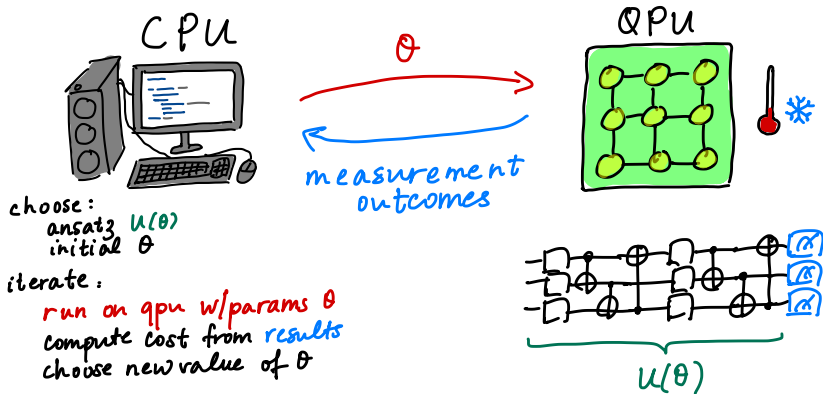 CPU
QPU
θ
measurement
outcomes
choose:
ansatz U(θ)
initial θ
iterate:
run on qpu w/params θ
compute cost from results
choose new value of θ
U(θ)